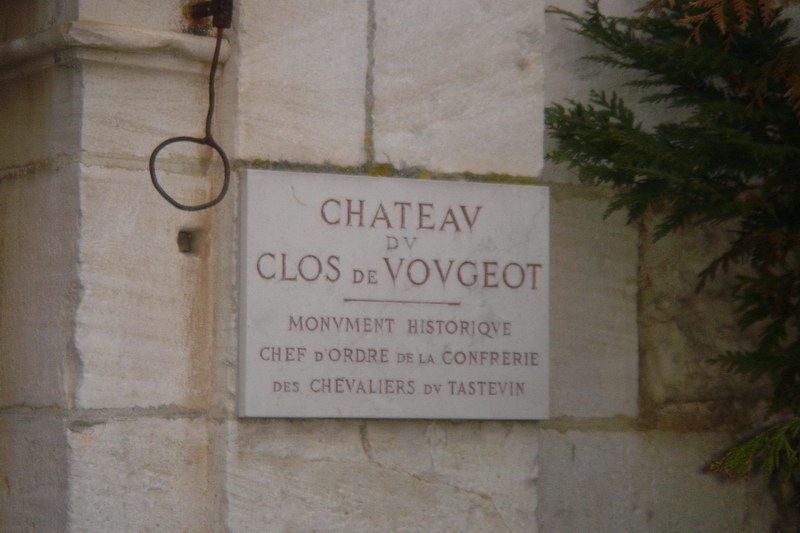 CHATEAV
DV
CLOS DE VOVGEOT
MONVMENT HISTORIQVE
CHEF D'ORDRE DE LA CONFRERIE
DES CHEVALIERS DV TASTEVIN